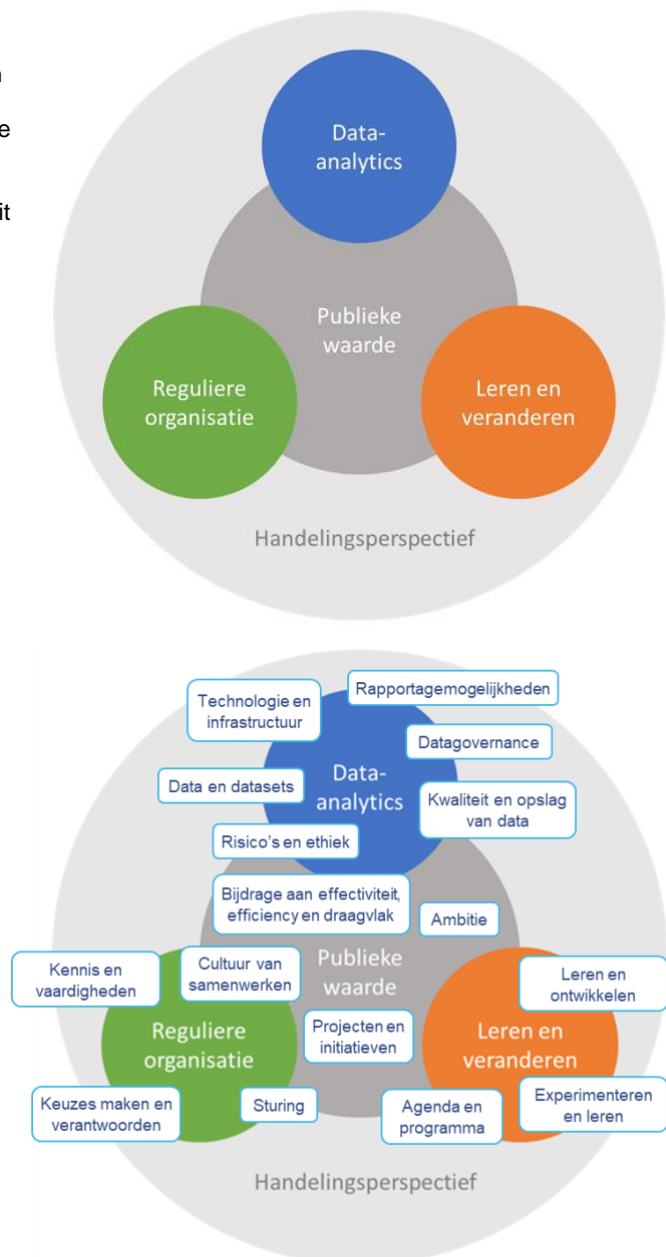 e
it
Data-
analytics
Publieke
waarde
Reguliere
organisatie
Leren en
veranderen
Handelingsperspectief
Technologie en
infrastructuur
Rapportagemogelijkheden
Datagovernance
Data-
analytics
Data en datasets
Kwaliteit en opslag
van data
Risico's en ethiek
Bijdrage aan effectiviteit,
efficiency en draagvlak
Ambitie
Kennis en
vaardigheden
Cultuur van
samenwerken
Publieke
waarde
Leren en
ontwikkelen
Reguliere
organisatie
Projecten en
initiatieven
Leren en
veranderen
Keuzes maken en
verantwoorden
Sturing
Agenda en
programma
Experimenteren
en leren
Handelingsperspectief